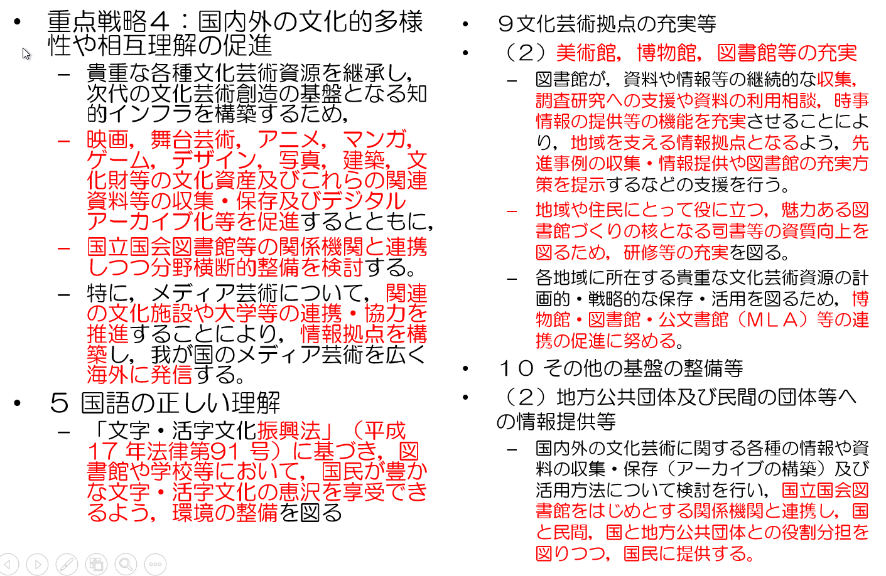 • 重点戦略４：国内外の文化的多様
性や相互理解の促進
– 貴重な各種文化芸術資源を継承し，
次代の文化芸術創造の基盤となる知
的インフラを構築するため，
– 映画，舞台芸術，アニメ，マンガ，
ゲーム，デザイン，写真，建築，文
化財等の文化資産及びこれらの関連
資料等の収集・保存及びデジタル
アーカイブ化等を促進するとともに，
– 国立国会図書館等の関係機関と連携
しつつ分野横断的整備を検討する。
– 特に，メディア芸術について，関連
の文化施設や大学等の連携・協力を
推進することにより，情報拠点を構
築し，我が国のメディア芸術を広く
海外に発信する。
• ５ 国語の正しい理解
– 「文字・活字文化振興法」（平成
17 年法律第91 号）に基づき，図
書館や学校等において，国民が豊か
な文字・活字文化の恵沢を享受でき
るよう，環境の整備を図る
• ９文化芸術拠点の充実等
• （２）美術館，博物館，図書館等の充実
– 図書館が，資料や情報等の継続的な収集，
調査研究への支援や資料の利用相談，時事
情報の提供等の機能を充実させることによ
り，地域を支える情報拠点となるよう，先
進事例の収集・情報提供や図書館の充実方
策を提示するなどの支援を行う。
– 地域や住民にとって役に立つ，魅力ある図
書館づくりの核となる司書等の資質向上を
図るため，研修等の充実を図る。
– 各地域に所在する貴重な文化芸術資源の計
画的・戦略的な保存・活用を図るため，博
物館・図書館・公文書館（ＭＬＡ）等の連
携の促進に努める。
• １０ その他の基盤の整備等
• （２）地方公共団体及び民間の団体等へ
の情報提供等
– 国内外の文化芸術に関する各種の情報や資
料の収集・保存（アーカイブの構築）及び
活用方法について検討を行い，国立国会図
書館をはじめとする関係機関と連携し，国
と民間，国と地方公共団体との役割分担を
図りつつ，国民に提供する。